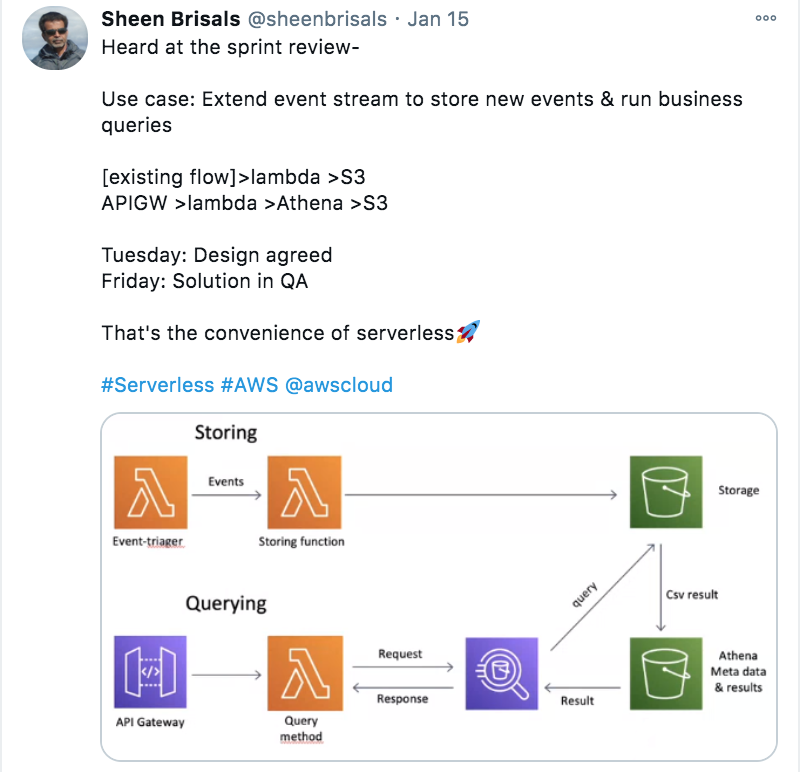 Sheen Brisals @sheenbrisals · Jan 15
Heard at the sprint review-
Use case: Extend event stream to store new events & run business
queries
[existing flow]>lambda >S3
APIGW >lambda >Athena >S3
Tuesday: Design agreed
Friday: Solution in QA
That's the convenience of serverless🚀
#Serverless #AWS @awscloud
Storing
Events
Storage
Event-triager
Storing function
query
Csv result
Querying
Request
Response
Result
Athena
Meta data
& results
API Gateway
Query
method